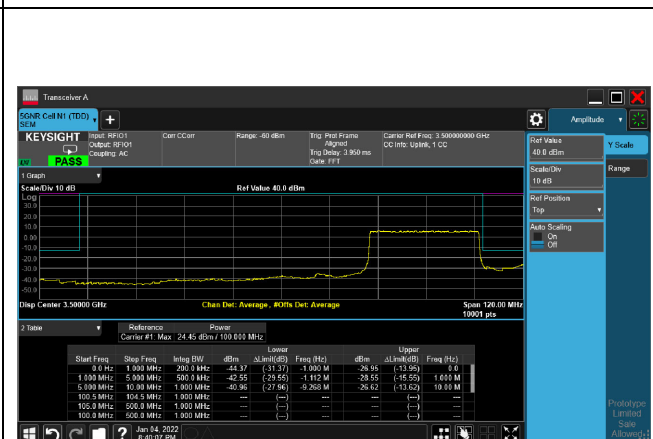 Transceiver A
5GNR Cell N1 (TDD)
SEM
Amplitude
KEYSIGHT
Input: RFIO1
Output: RFIO1
Coupling: AC
Corr CCorr
Range: -60 dBm
Trig: Prot Frame
Aligned
Trig Delay: 3.950 ms
Gate: FFT
Carrier Ref Freq: 3.500000000 GHz
CC Info: Uplink, 1 CC
PASS
Ref Value
40.0 dBm
Y Scale
Scale/Div
10 dB
Range
Ref Position
Top
Auto Scaling
On
Off
1 Graph
Scale/Div 10 dB
Ref Value 40.0 dBm
Log
30.0
20.0
10.0
0.00
-10.0
-20.0
-30.0
-40.0
-50.0
Disp Center 3.50000 GHz
Chan Det: Average, #Offs Det: Average
Span 120.00 MHz
10001 pts
2 Table
Reference Power
Carrier #1: Max 24.45 dBm / 100.000 MHz
Lower Upper
Start Freq Stop Freq Integ BW dBm ΔLimit(dB) Freq (Hz) dBm ΔLimit(dB) Freq (Hz)
0.0 Hz 1.000 MHz 200.0 kHz -44.37 (-31.37) -1.000 M -26.95 (-13.95) 0.0
1.000 MHz 5.000 MHz 500.0 kHz -42.55 (-29.55) -1.112 M -28.55 (-15.55) 1.000 M
5.000 MHz 10.00 MHz 1.000 MHz -40.96 (-27.96) -9.268 M -26.62 (-13.62) 10.00 M
100.5 MHz 104.5 MHz 1.000 MHz --- (---) --- (---)
105.0 MHz 500.0 MHz 1.000 MHz --- (---) --- (---)
100.0 MHz 500.0 MHz 1.000 MHz --- (---) --- (---)
Jan 04, 2022
8:40:07 PM
Prototype
Limited
Sale
Allowed